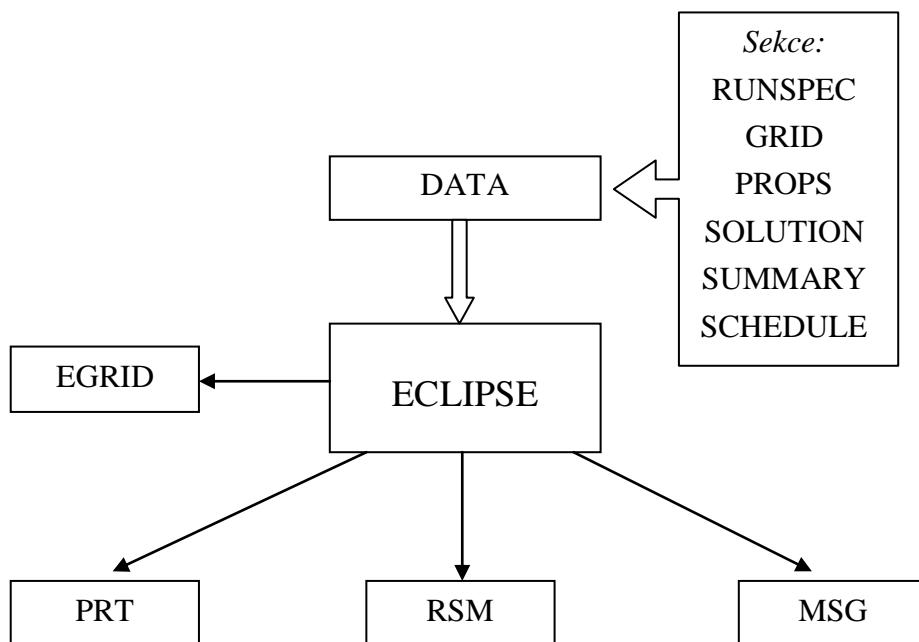 Sekce:
RUNSPEC
GRID
PROPS
SOLUTION
SUMMARY
SCHEDULE
DATA
ECLIPSE
EGRID
PRT
RSM
MSG